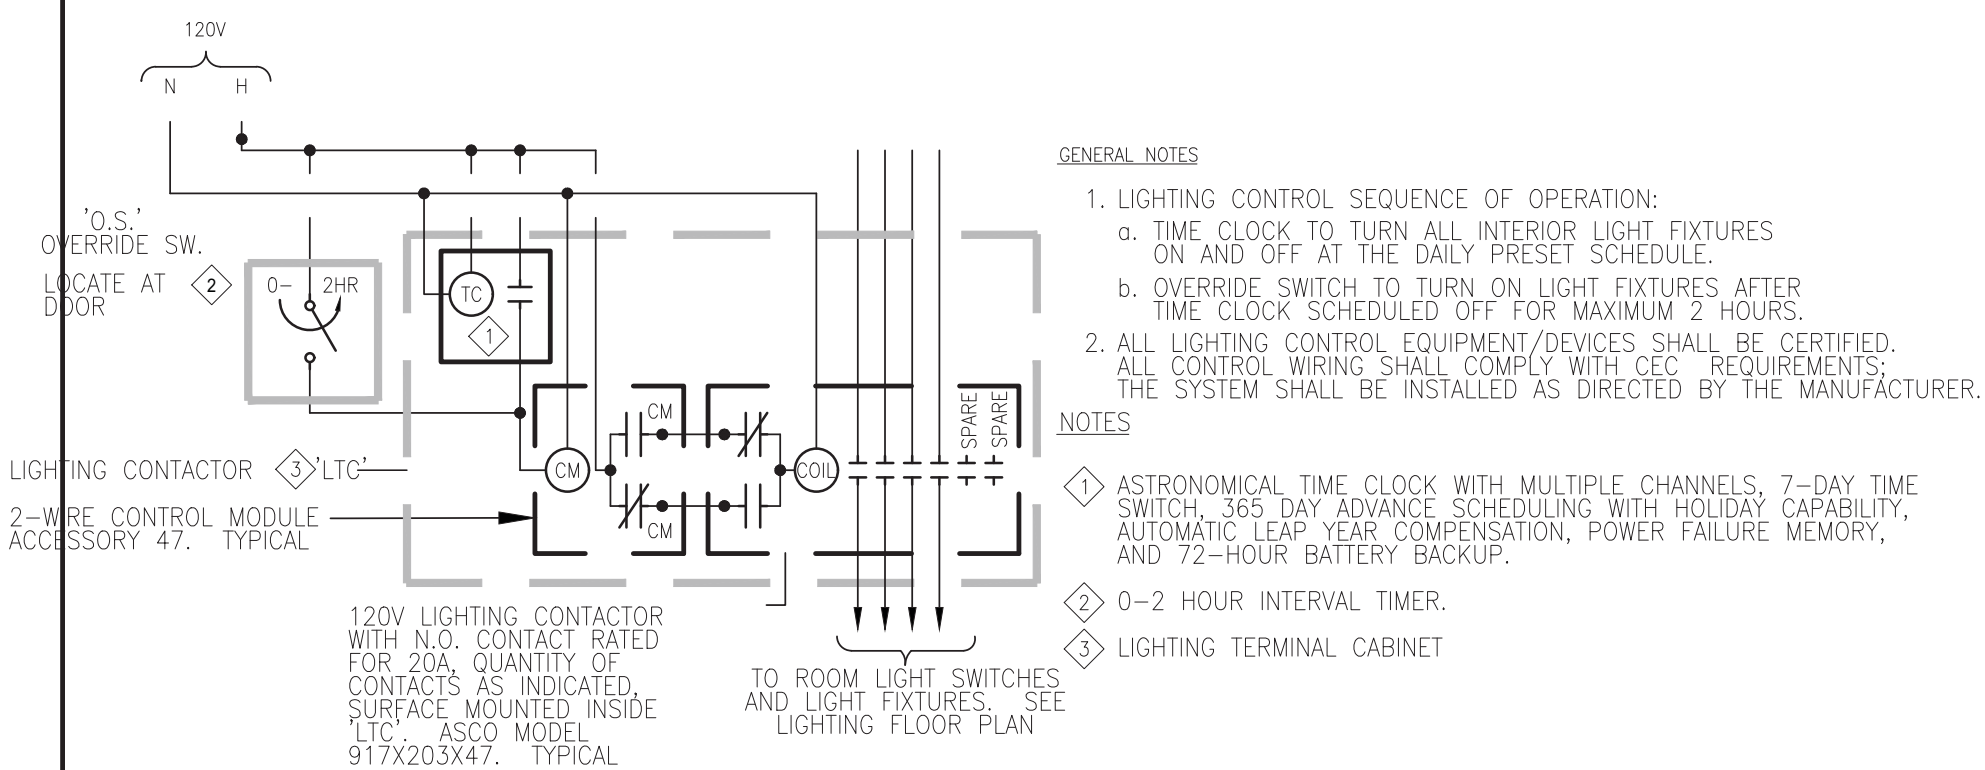 120V
N H
'O.S.'
OVERRIDE SW.
LOCATE AT
DOOR
2
0- 2HR
TC
1
CM
CM
CM
COIL
SPARE
SPARE
LIGHTING CONTACTOR 3 'LTC'
2-WIRE CONTROL MODULE
ACCESSORY 47. TYPICAL
120V LIGHTING CONTACTOR
WITH N.O. CONTACT RATED
FOR 20A, QUANTITY OF
CONTACTS AS INDICATED,
SURFACE MOUNTED INSIDE
'LTC'. ASCO MODEL
917X203X47. TYPICAL
TO ROOM LIGHT SWITCHES
AND LIGHT FIXTURES. SEE
LIGHTING FLOOR PLAN
GENERAL NOTES
1. LIGHTING CONTROL SEQUENCE OF OPERATION:
a. TIME CLOCK TO TURN ALL INTERIOR LIGHT FIXTURES
ON AND OFF AT THE DAILY PRESET SCHEDULE.
b. OVERRIDE SWITCH TO TURN ON LIGHT FIXTURES AFTER
TIME CLOCK SCHEDULED OFF FOR MAXIMUM 2 HOURS.
2. ALL LIGHTING CONTROL EQUIPMENT/DEVICES SHALL BE CERTIFIED.
ALL CONTROL WIRING SHALL COMPLY WITH CEC REQUIREMENTS;
THE SYSTEM SHALL BE INSTALLED AS DIRECTED BY THE MANUFACTURER.
NOTES
1 ASTRONOMICAL TIME CLOCK WITH MULTIPLE CHANNELS, 7-DAY TIME
SWITCH, 365 DAY ADVANCE SCHEDULING WITH HOLIDAY CAPABILITY,
AUTOMATIC LEAP YEAR COMPENSATION, POWER FAILURE MEMORY,
AND 72-HOUR BATTERY BACKUP.
2 0-2 HOUR INTERVAL TIMER.
3 LIGHTING TERMINAL CABINET